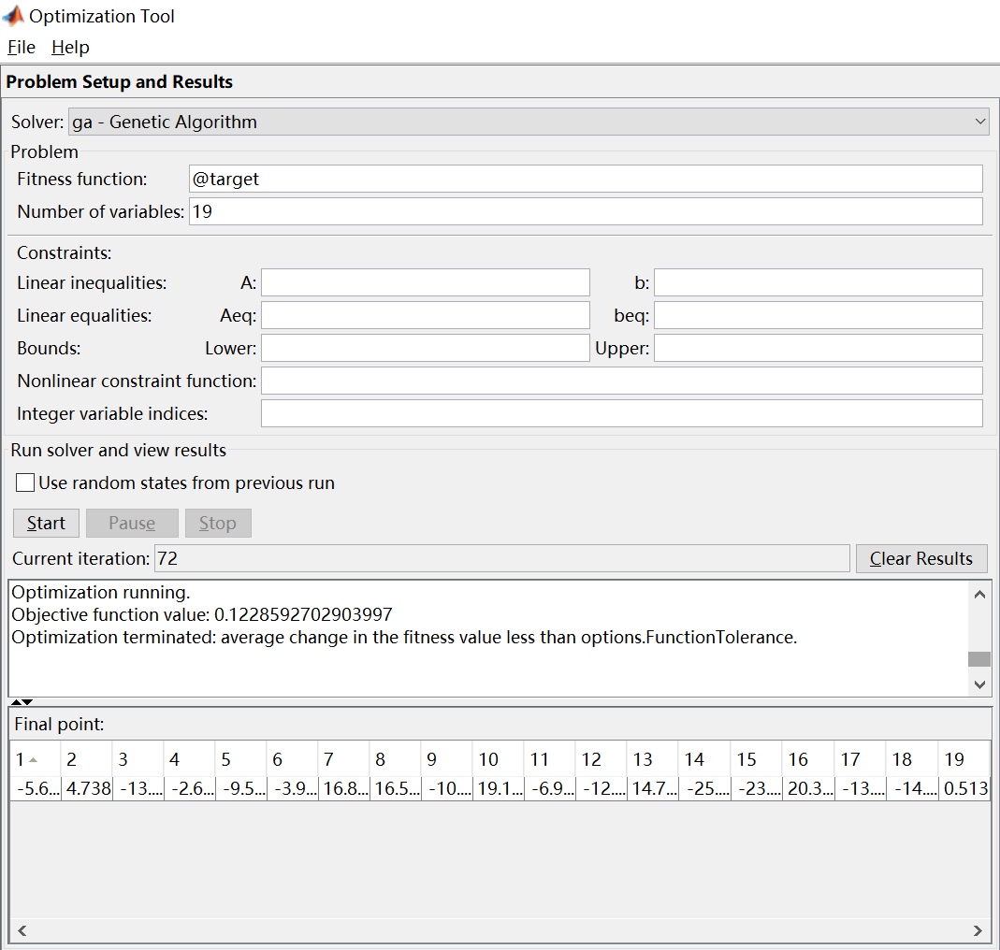 Optimization Tool
File Help
Problem Setup and Results
Solver: ga - Genetic Algorithm
Problem
Fitness function: @target
Number of variables: 19
Constraints:
Linear inequalities: A: b:
Linear equalities: Aeq: beq:
Bounds: Lower: Upper:
Nonlinear constraint function:
Integer variable indices:
Run solver and view results
Use random states from previous run
Start Pause Stop
Current iteration: 72 Clear Results
Optimization running.
Objective function value: 0.1228592702903997
Optimization terminated: average change in the fitness value less than options.FunctionTolerance.
Final point:
1 2 3 4 5 6 7 8 9 10 11 12 13 14 15 16 17 18 19
-5.6... 4.738 -13.... -2.6... -9.5... -3.9... 16.8... 16.5... -10.... 19.1... -6.9... -12.... 14.7... -25.... -23.... 20.3... -13.... -14.... 0.513